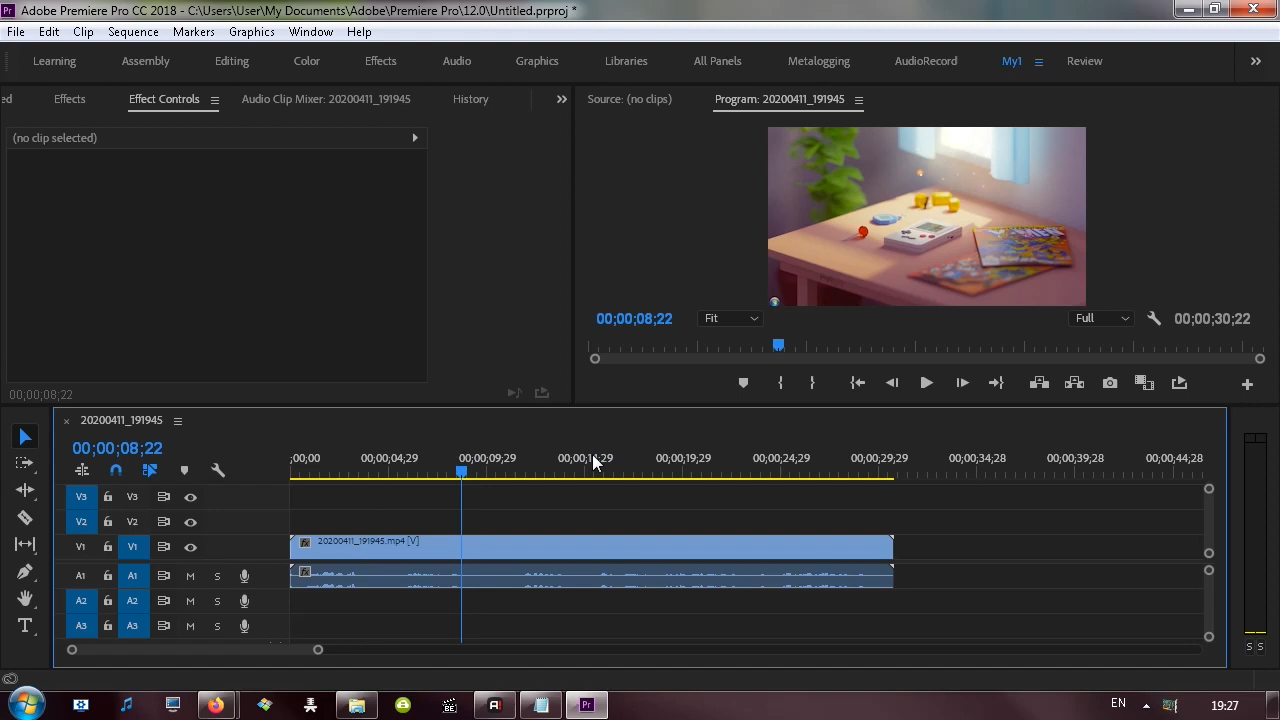 Adobe Premiere Pro CC 2018 - C:\Users\User\My Documents\Adobe\Premiere Pro\12.0\Untitled.prproj *
File Edit Clip Sequence Markers Graphics Window Help
Learning Assembly Editing Color Effects Audio Graphics Libraries All Panels Metalogging AudioRecord My1 Review
ed Effects Effect Controls Audio Clip Mixer: 20200411_191945 History Source: (no clips) Program: 20200411_191945
(no clip selected)
00;00;08;22 Fit Full 00;00;30;22
00;00;08;22
20200411_191945
00;00;08;22
;00;00 00;00;04;29 00;00;09;29 00;00;19;29 00;00;24;29 00;00;29;29 00;00;34;28 00;00;39;28 00;00;44;28
V3 V3
V2 V2
V1 V1 20200411_191945.mp4 [V]
A1 A1 M S
A2 A2 M S
A3 A3 M S
S S
EN 19:27